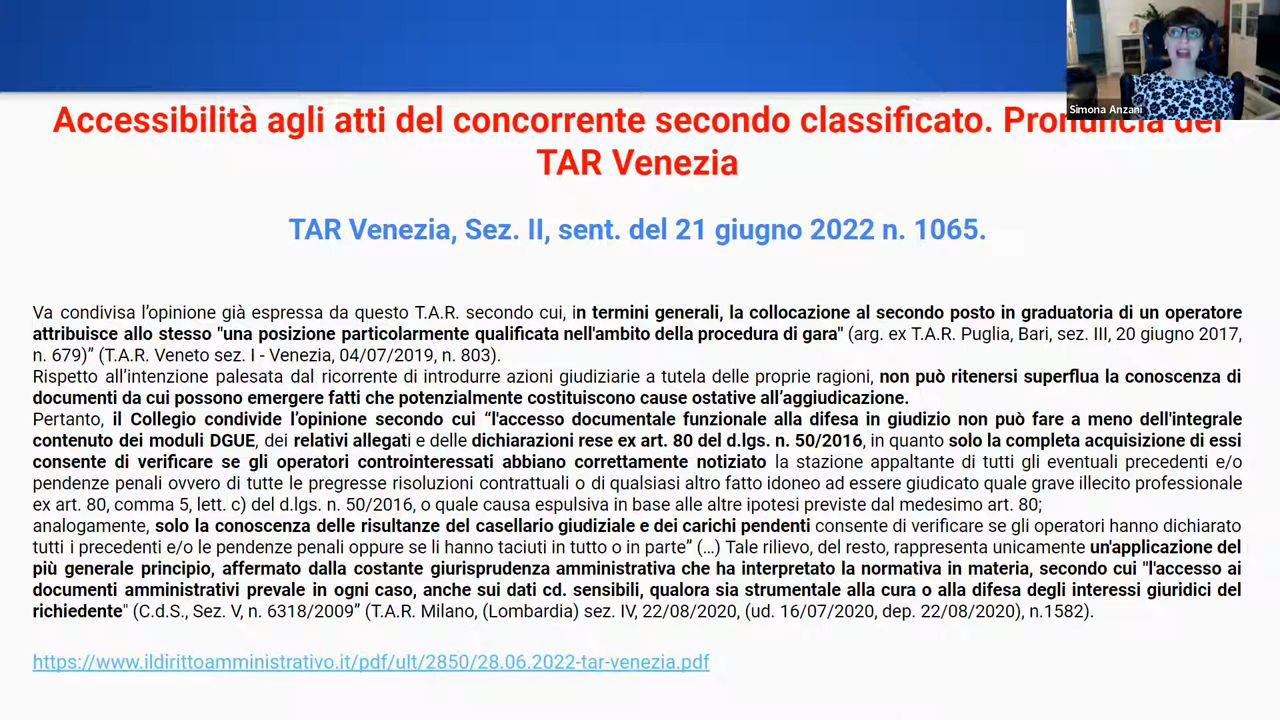 Simona Anzani
Accessibilità agli atti del concorrente secondo classificato. Pronuncia del
TAR Venezia
TAR Venezia, Sez. II, sent. del 21 giugno 2022 n. 1065.
Va condivisa l'opinione già espressa da questo T.A.R. secondo cui, in termini generali, la collocazione al secondo posto in graduatoria di un operatore
attribuisce allo stesso "una posizione particolarmente qualificata nell'ambito della procedura di gara" (arg. ex T.A.R. Puglia, Bari, sez. III, 20 giugno 2017,
n. 679)” (T.A.R. Veneto sez. I - Venezia, 04/07/2019, n. 803).
Rispetto all’intenzione palesata dal ricorrente di introdurre azioni giudiziarie a tutela delle proprie ragioni, non può ritenersi superflua la conoscenza di
documenti da cui possono emergere fatti che potenzialmente costituiscono cause ostative all’aggiudicazione.
Pertanto, il Collegio condivide l’opinione secondo cui “l'accesso documentale funzionale alla difesa in giudizio non può fare a meno dell'integrale
contenuto dei moduli DGUE, dei relativi allegati e delle dichiarazioni rese ex art. 80 del d.lgs. n. 50/2016, in quanto solo la completa acquisizione di essi
consente di verificare se gli operatori controinteressati abbiano correttamente notiziato la stazione appaltante di tutti gli eventuali precedenti e/o
pendenze penali ovvero di tutte le pregresse risoluzioni contrattuali o di qualsiasi altro fatto idoneo ad essere giudicato quale grave illecito professionale
ex art. 80, comma 5, lett. c) del d.lgs. n. 50/2016, o quale causa espulsiva in base alle altre ipotesi previste dal medesimo art. 80;
analogamente, solo la conoscenza delle risultanze del casellario giudiziale e dei carichi pendenti consente di verificare se gli operatori hanno dichiarato
tutti i precedenti e/o le pendenze penali oppure se li hanno taciuti in tutto o in parte” (…) Tale rilievo, del resto, rappresenta unicamente un'applicazione del
più generale principio, affermato dalla costante giurisprudenza amministrativa che ha interpretato la normativa in materia, secondo cui "l'accesso ai
documenti amministrativi prevale in ogni caso, anche sui dati cd. sensibili, qualora sia strumentale alla cura o alla difesa degli interessi giuridici del
richiedente" (C.d.S., Sez. V, n. 6318/2009” (T.A.R. Milano, (Lombardia) sez. IV, 22/08/2020, (ud. 16/07/2020, dep. 22/08/2020), n.1582).
https://www.ildirittoamministrativo.it/pdf/ult/2850/28.06.2022-tar-venezia.pdf